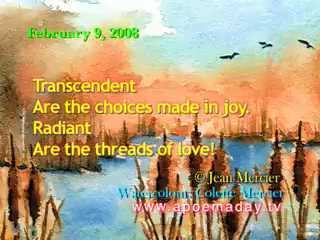 February 9, 2008
Transcendent
Are the choices made in joy.
Radiant
Are the threads of love!
© Jean Mercier
Watercolour: Colette Mercier
www.apoemaday.tv